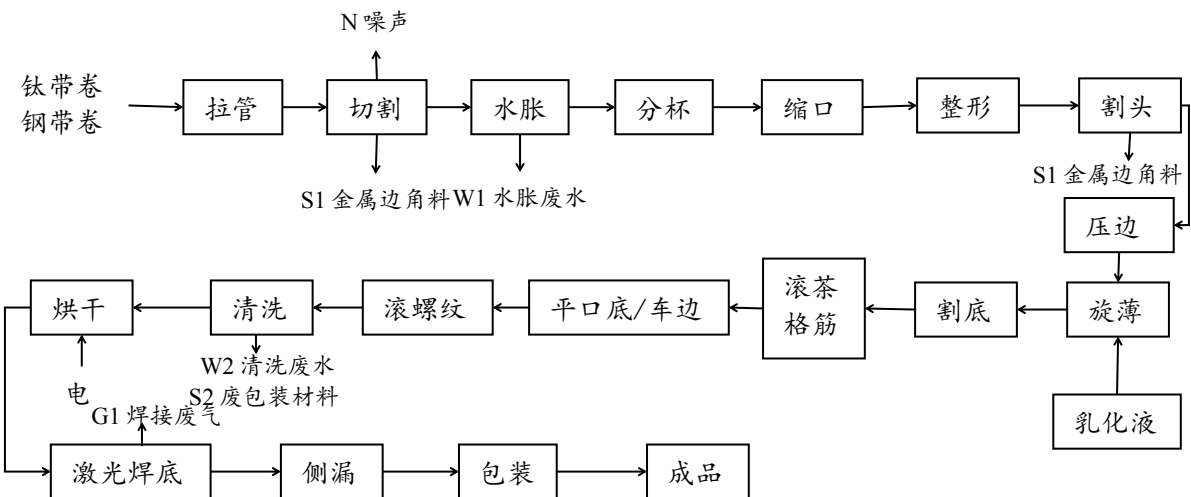 N 噪声
钛带卷
钢带卷
拉管
切割
水胀
分杯
缩口
整形
割头
S1 金属边角料
W1 水胀废水
S1 金属边角料
压边
烘干
清洗
滚螺纹
平口底/车边
滚茶
格筋
割底
旋薄
W2 清洗废水
S2 废包装材料
电
G1 焊接废气
乳化液
激光焊底
侧漏
包装
成品